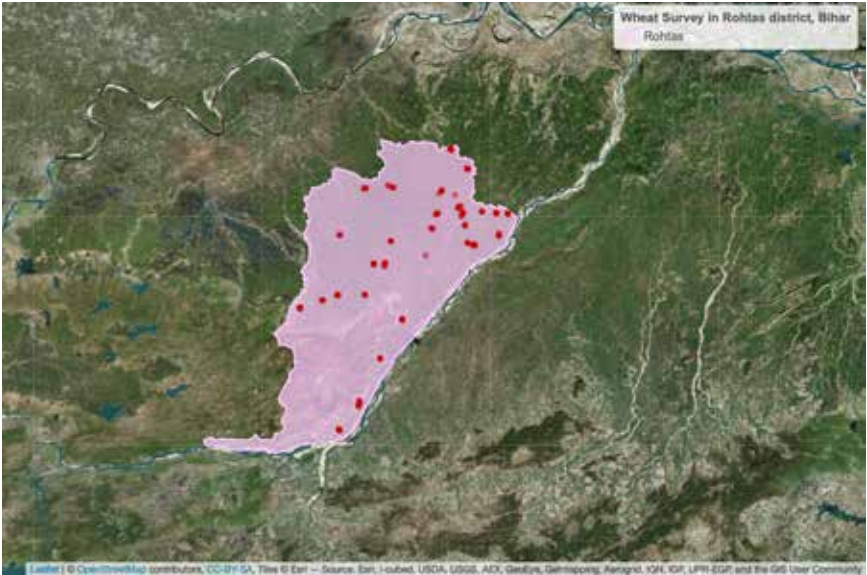 Wheat Survey in Rohtas district, Bihar
Rohtas
Leaflet | © OpenStreetMap contributors, CC-BY-SA, Tiles © Esri — Source: Esri, i-cubed, USDA, USGS, AEX, GeoEye, Getmapping, Aerogrid, IGN, IGP, UPR-EGP, and the GIS User Community